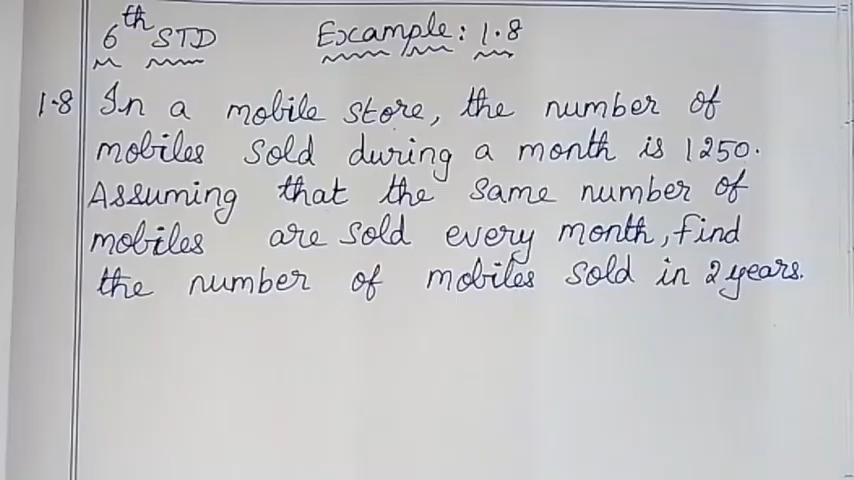 6th STD Example: 1.8
1.8 In a mobile store, the number of
mobiles sold during a month is 1250.
Assuming that the same number of
mobiles are sold every month, find
the number of mobiles sold in 2 years.